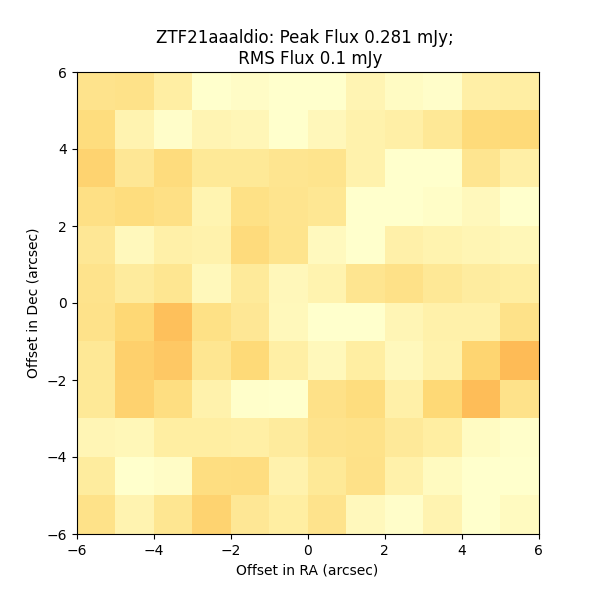 ZTF21aaaldio: Peak Flux 0.281 mJy;
RMS Flux 0.1 mJy
6
4
2
0
−2
−4
−6
Offset in Dec (arcsec)
−6 −4 −2 0 2 4 6
Offset in RA (arcsec)